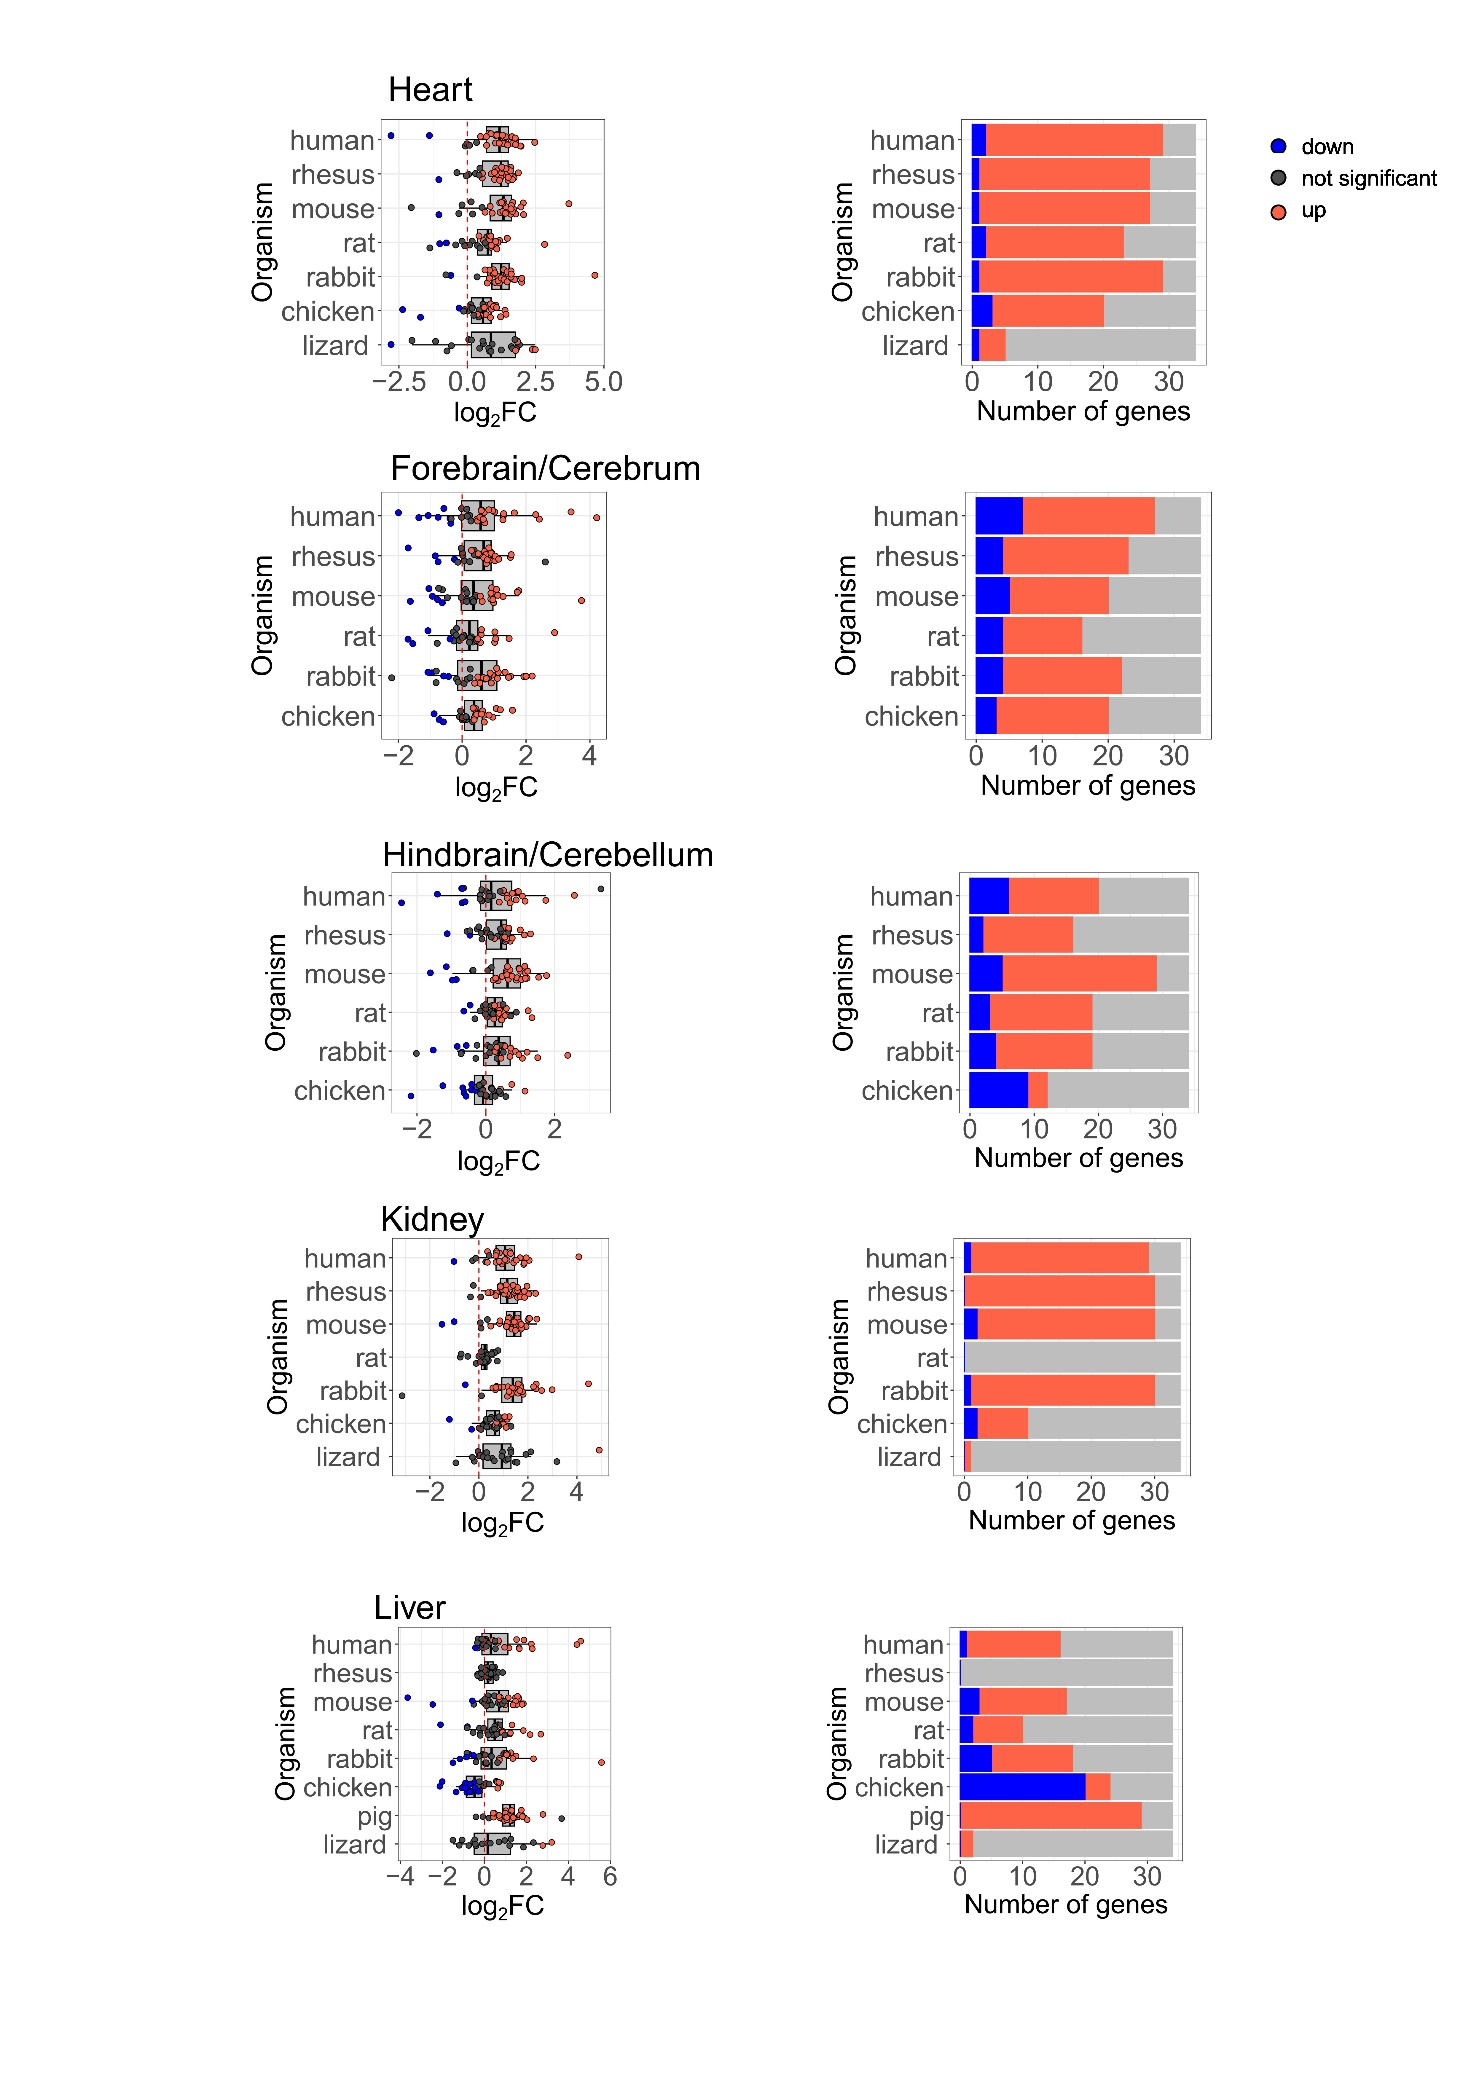 Heart
Organism
human
rhesus
mouse
rat
rabbit
chicken
lizard
−2.5 0.0 2.5 5.0
log₂FC
Organism
human
rhesus
mouse
rat
rabbit
chicken
lizard
0 10 20 30
Number of genes
down
not significant
up
Forebrain/Cerebrum
Organism
human
rhesus
mouse
rat
rabbit
chicken
−2 0 2 4
log₂FC
Organism
human
rhesus
mouse
rat
rabbit
chicken
0 10 20 30
Number of genes
Hindbrain/Cerebellum
Organism
human
rhesus
mouse
rat
rabbit
chicken
−2 0 2
log₂FC
Organism
human
rhesus
mouse
rat
rabbit
chicken
0 10 20 30
Number of genes
Kidney
Organism
human
rhesus
mouse
rat
rabbit
chicken
lizard
−2 0 2 4
log₂FC
Organism
human
rhesus
mouse
rat
rabbit
chicken
lizard
0 10 20 30
Number of genes
Liver
Organism
human
rhesus
mouse
rat
rabbit
chicken
pig
lizard
−4 −2 0 2 4 6
log₂FC
Organism
human
rhesus
mouse
rat
rabbit
chicken
pig
lizard
0 10 20 30
Number of genes